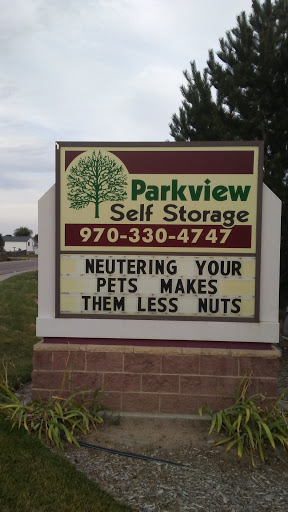 Parkview
Self Storage
970-330-4747
NEUTERING YOUR
PETS MAKES
THEM LESS NUTS